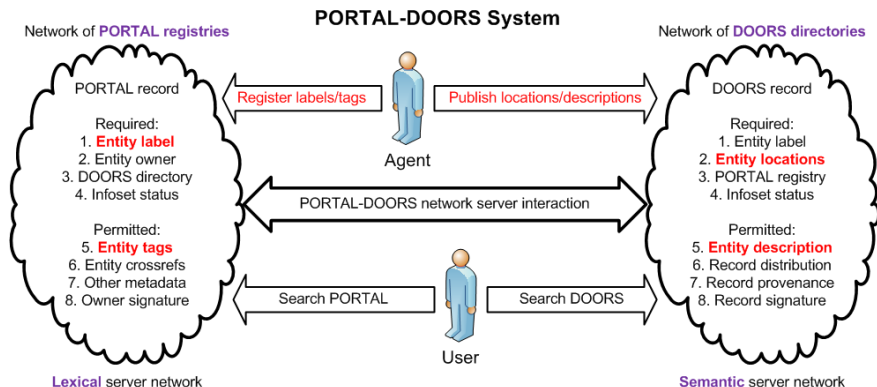 PORTAL-DOORS System
Network of PORTAL registries
PORTAL record
Required:
1. Entity label
2. Entity owner
3. DOORS directory
4. Infoset status
Permitted:
5. Entity tags
6. Entity crossrefs
7. Other metadata
8. Owner signature
Lexical server network
Register labels/tags
Publish locations/descriptions
Agent
PORTAL-DOORS network server interaction
Search PORTAL
Search DOORS
User
Network of DOORS directories
DOORS record
Required:
1. Entity label
2. Entity locations
3. PORTAL registry
4. Infoset status
Permitted:
5. Entity description
6. Record distribution
7. Record provenance
8. Record signature
Semantic server network